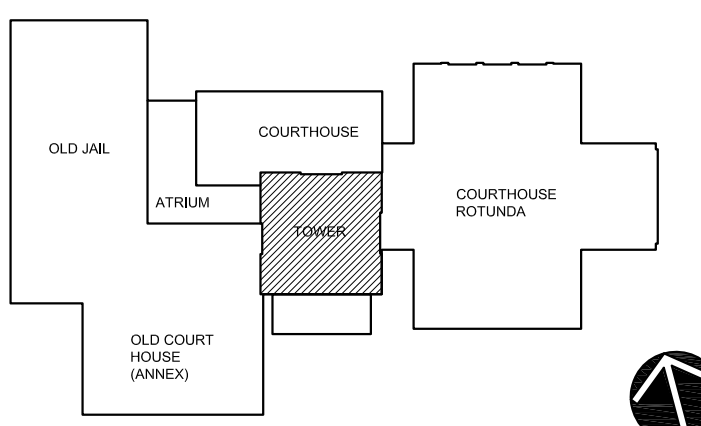 OLD JAIL
COURTHOUSE
ATRIUM
TOWER
COURTHOUSE
ROTUNDA
OLD COURT
HOUSE
(ANNEX)